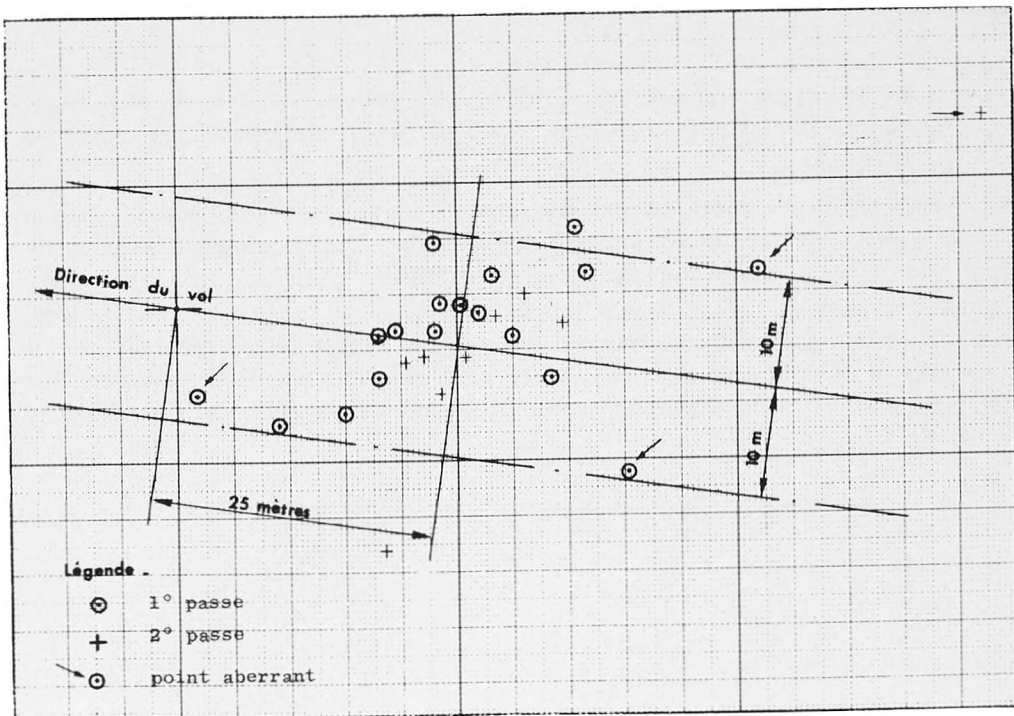 Direction du vol
10 m
10 m
25 mètres
Légende -
1° passe
2° passe
point aberrant